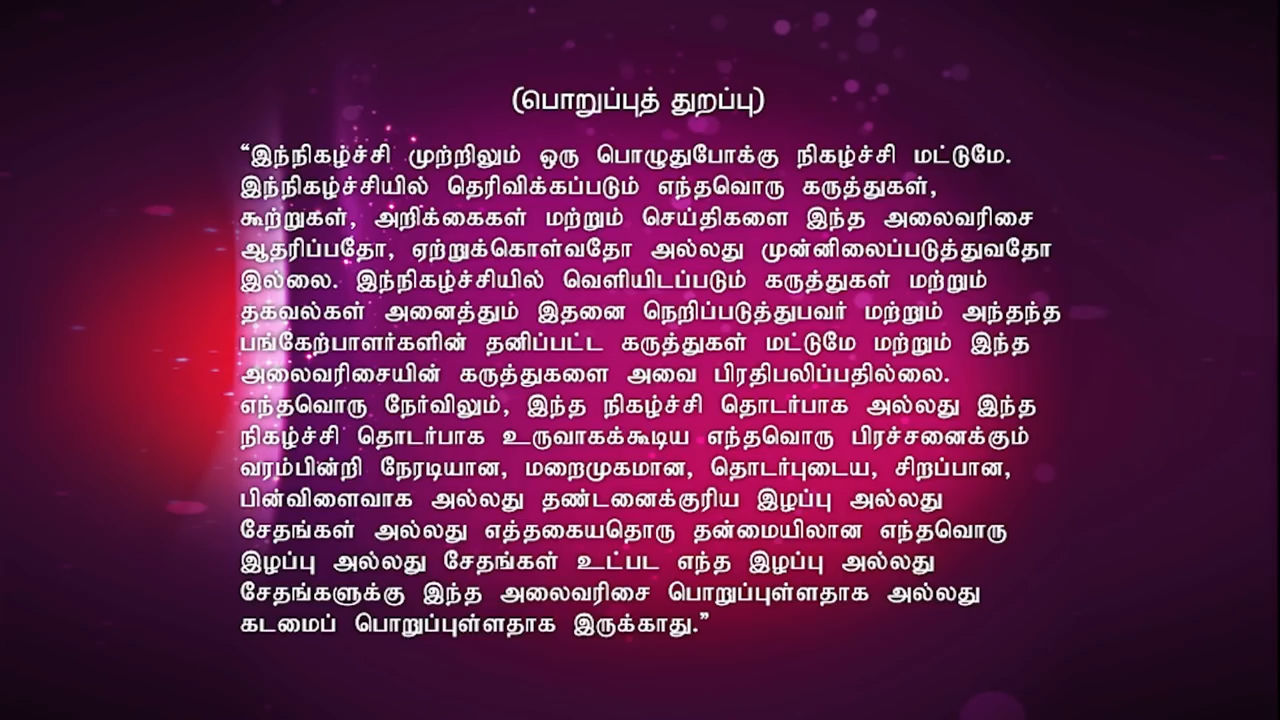 (பொறுப்புத் துறப்பு)
“இந்நிகழ்ச்சி முற்றிலும் ஒரு பொழுதுபோக்கு நிகழ்ச்சி மட்டுமே.
இந்நிகழ்ச்சியில் தெரிவிக்கப்படும் எந்தவொரு கருத்துகள்,
கூற்றுகள், அறிக்கைகள் மற்றும் செய்திகளை இந்த அலைவரிசை
ஆதரிப்பதோ, ஏற்றுக்கொள்வதோ அல்லது முன்னிலைப்படுத்துவதோ
இல்லை. இந்நிகழ்ச்சியில் வெளியிடப்படும் கருத்துகள் மற்றும்
தகவல்கள் அனைத்தும் இதனை நெறிப்படுத்துபவர் மற்றும் அந்தந்த
பங்கேற்பாளர்களின் தனிப்பட்ட கருத்துகள் மட்டுமே மற்றும் இந்த
அலைவரிசையின் கருத்துகளை அவை பிரதிபலிப்பதில்லை.
எந்தவொரு நேர்விலும், இந்த நிகழ்ச்சி தொடர்பாக அல்லது இந்த
நிகழ்ச்சி தொடர்பாக உருவாகக்கூடிய எந்தவொரு பிரச்சனைக்கும்
வரம்பின்றி நேரடியான, மறைமுகமான, தொடர்புடைய, சிறப்பான,
பின்விளைவாக அல்லது தண்டனைக்குரிய இழப்பு அல்லது
சேதங்கள் அல்லது எத்தகையதொரு தன்மையிலான எந்தவொரு
இழப்பு அல்லது சேதங்கள் உட்பட எந்த இழப்பு அல்லது
சேதங்களுக்கு இந்த அலைவரிசை பொறுப்புள்ளதாக அல்லது
கடமைப் பொறுப்புள்ளதாக இருக்காது.”